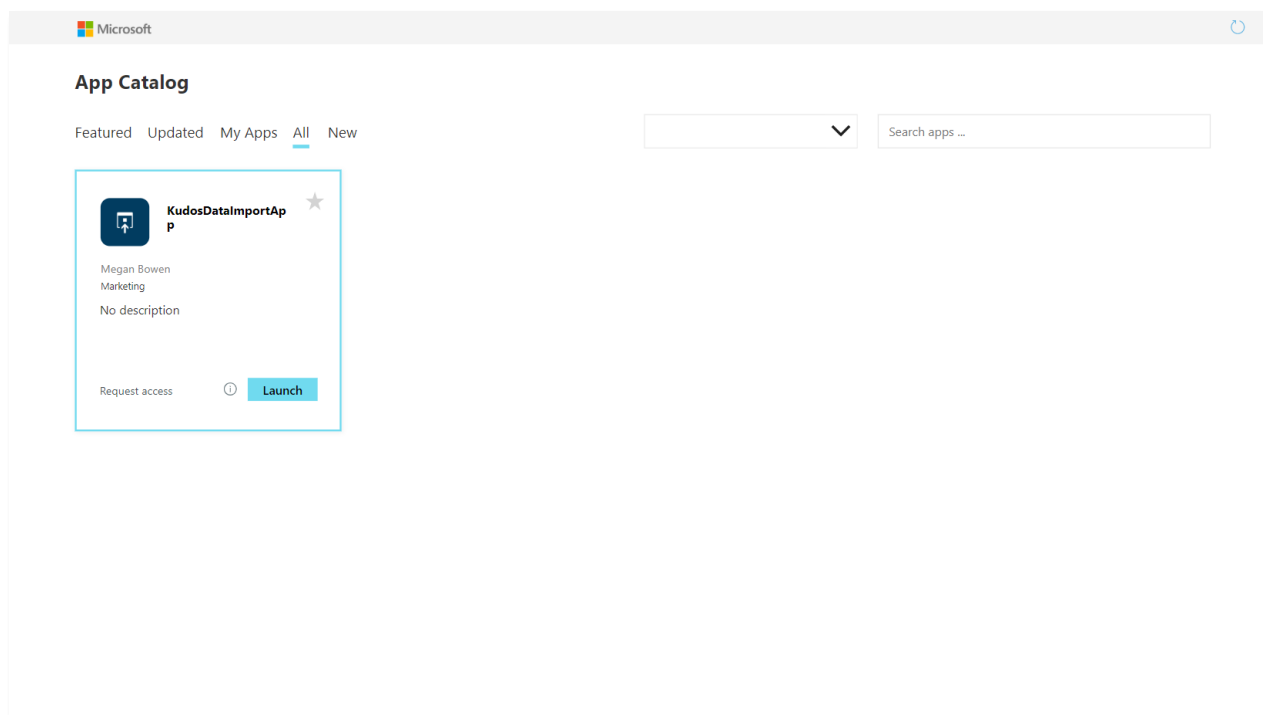 Microsoft
App Catalog
Featured Updated My Apps All New
Search apps ...
KudosDataImportAp
p
Megan Bowen
Marketing
No description
Request access
Launch